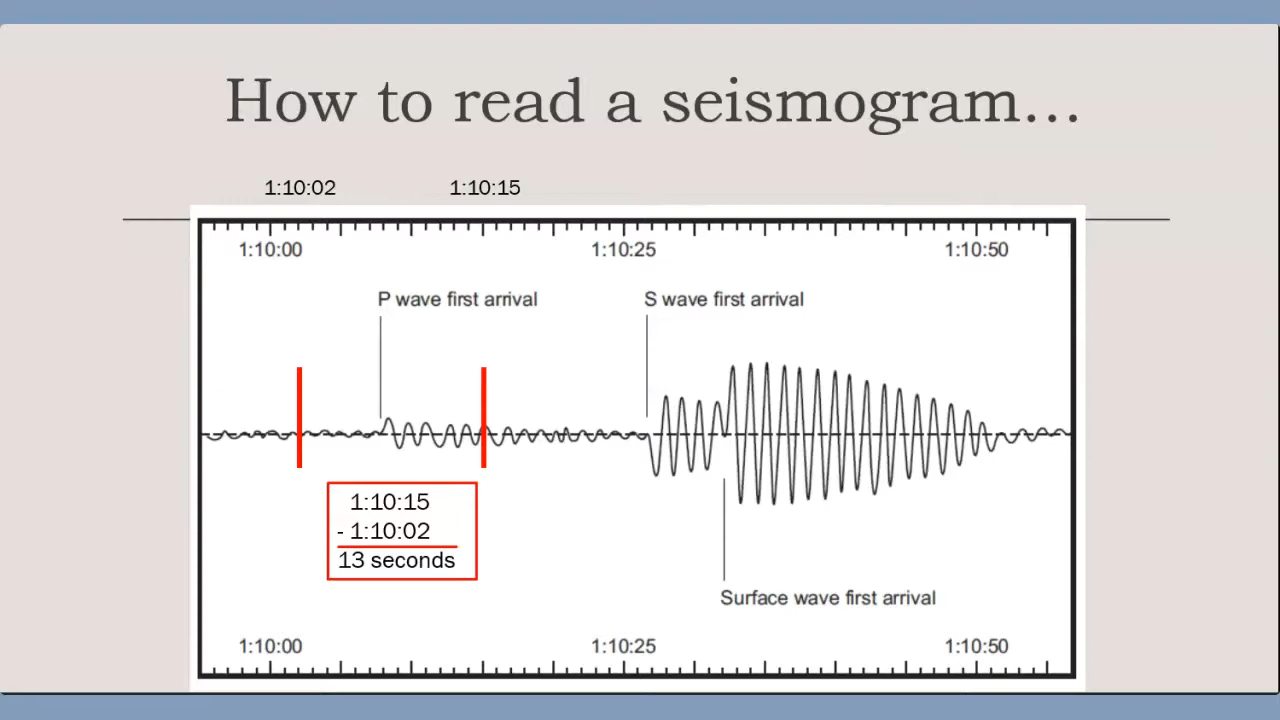 How to read a seismogram...
1:10:02 1:10:15
1:10:00 1:10:25 1:10:50
P wave first arrival S wave first arrival
1:10:15
- 1:10:02
13 seconds
Surface wave first arrival
1:10:00 1:10:25 1:10:50